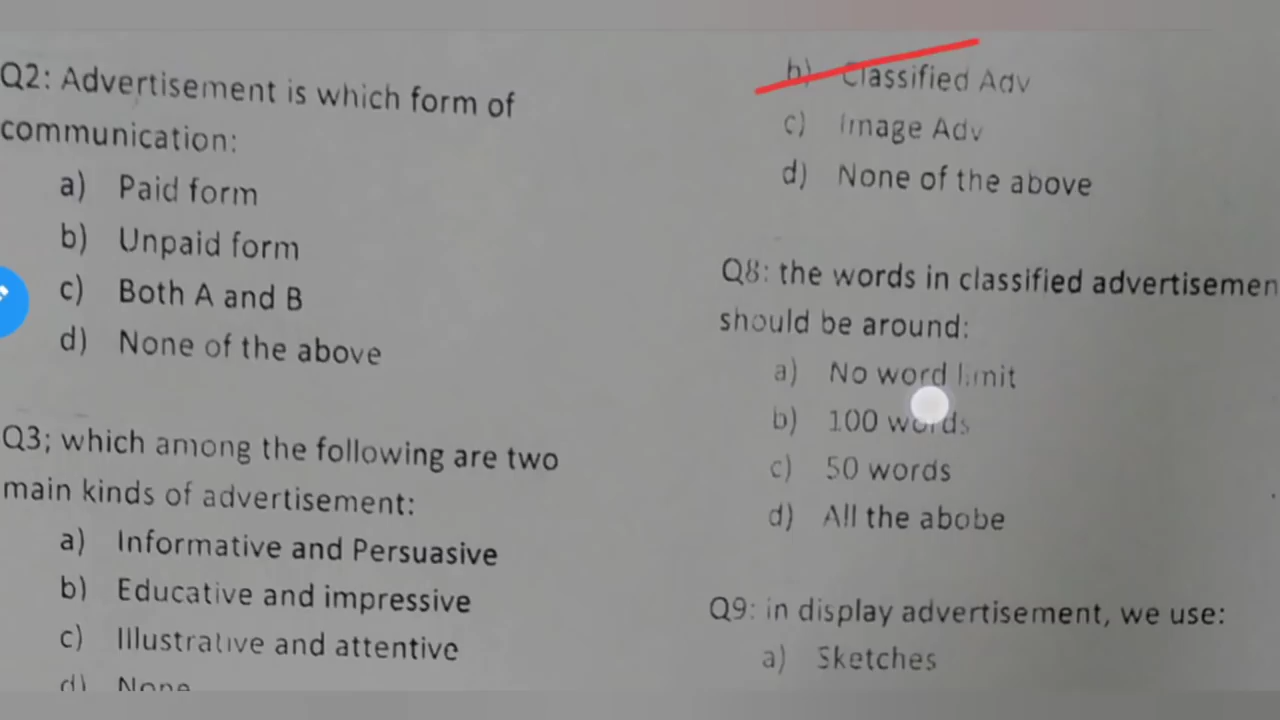 Q2: Advertisement is which form of
communication:
a) Paid form
b) Unpaid form
c) Both A and B
d) None of the above
Q3; which among the following are two
main kinds of advertisement:
a) Informative and Persuasive
b) Educative and impressive
c) Illustrative and attentive
d) None
b) Classified Adv
c) Image Adv
d) None of the above
Q8: the words in classified advertisemen
should be around:
a) No word limit
b) 100 words
c) 50 words
d) All the abobe
Q9: in display advertisement, we use:
a) Sketches